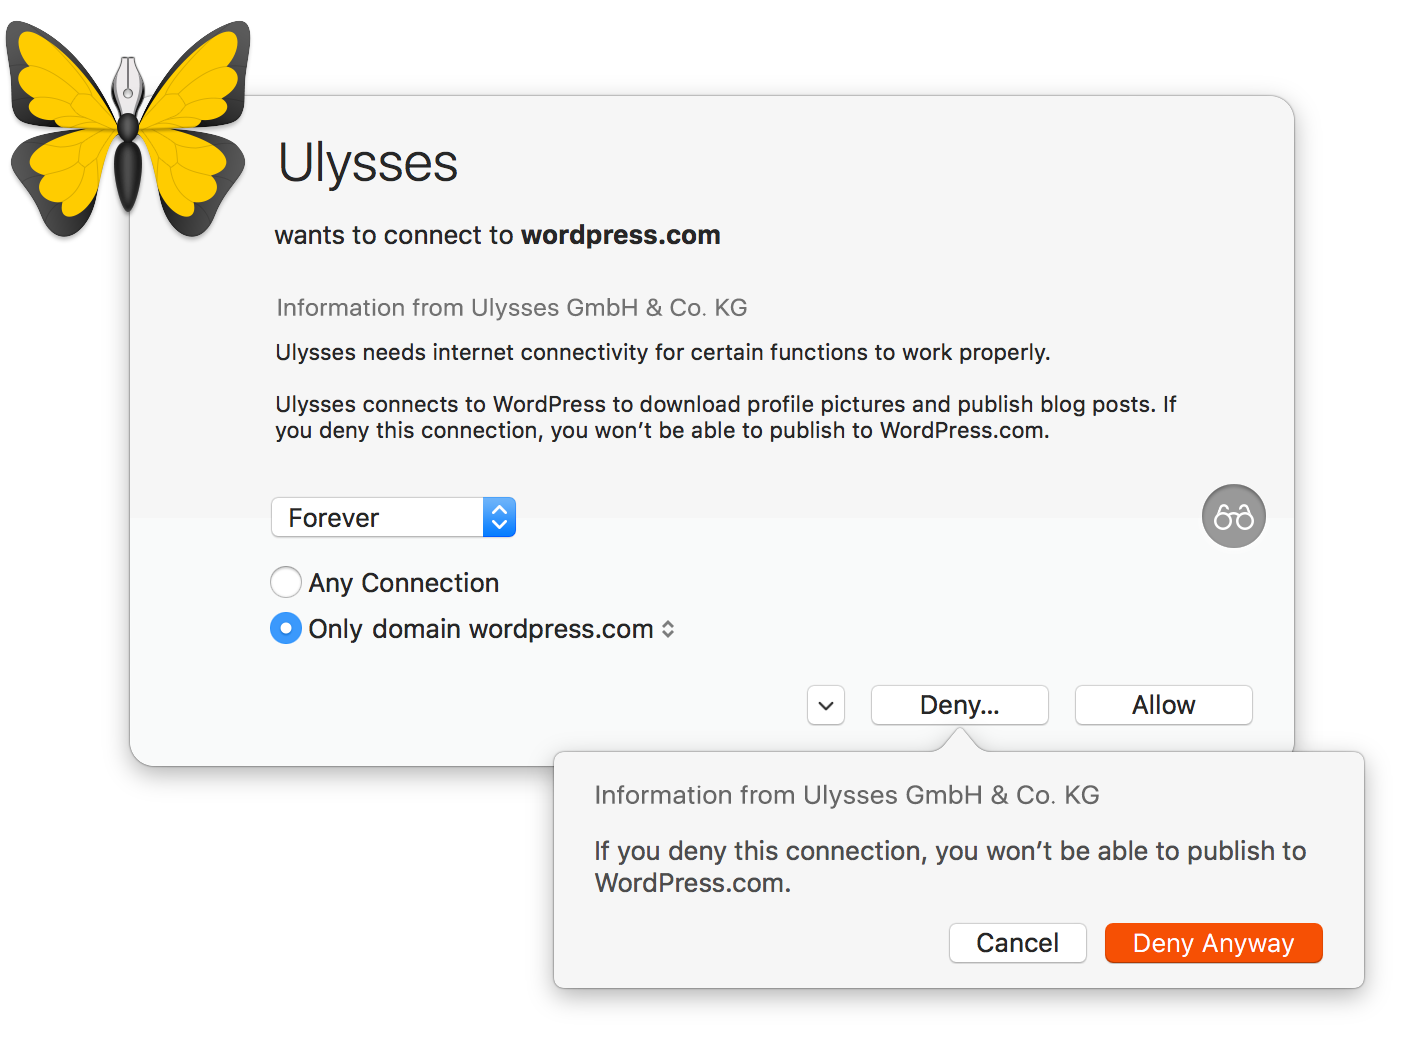 Ulysses
wants to connect to wordpress.com
Information from Ulysses GmbH & Co. KG
Ulysses needs internet connectivity for certain functions to work properly.
Ulysses connects to WordPress to download profile pictures and publish blog posts. If
you deny this connection, you won’t be able to publish to WordPress.com.
Forever
Any Connection
Only domain wordpress.com
Deny...
Allow
Information from Ulysses GmbH & Co. KG
If you deny this connection, you won’t be able to publish to
WordPress.com.
Cancel
Deny Anyway